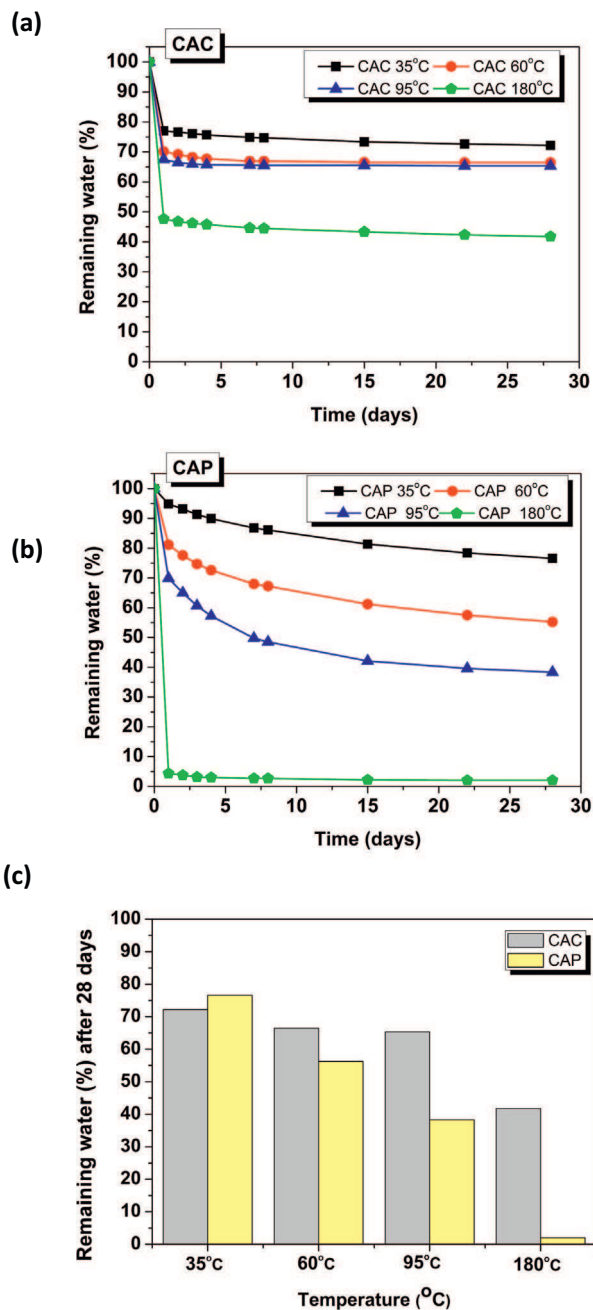 (a)
CAC
CAC 35°C CAC 60°C
CAC 95°C CAC 180°C
100
90
80
70
60
50
40
30
20
10
0
Remaining water (%)
0 5 10 15 20 25 30
Time (days)
(b)
CAP
CAP 35°C CAP 60°C
CAP 95°C CAP 180°C
100
90
80
70
60
50
40
30
20
10
0
Remaining water (%)
0 5 10 15 20 25 30
Time (days)
(c)
CAC
CAP
100
90
80
70
60
50
40
30
20
10
0
Remaining water (%) after 28 days
35°C 60°C 95°C 180°C
Temperature (°C)